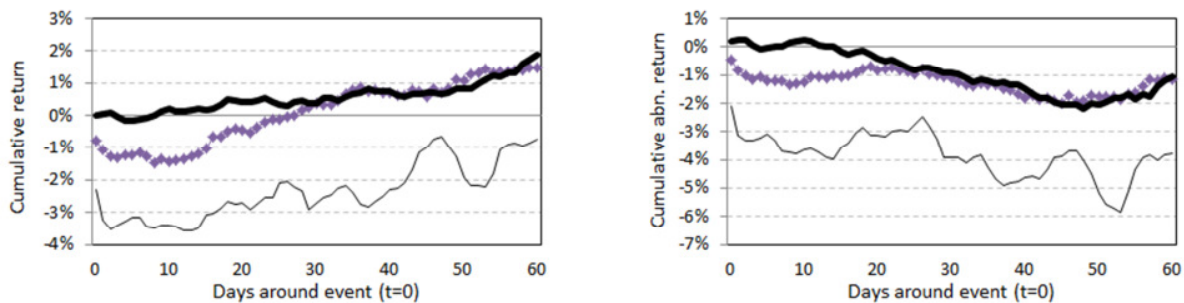 Cumulative return
3%
2%
1%
0%
-1%
-2%
-3%
-4%
0 10 20 30 40 50 60
Days around event (t=0)
Cumulative abn. return
1%
0%
-1%
-2%
-3%
-4%
-5%
-6%
-7%
0 10 20 30 40 50 60
Days around event (t=0)